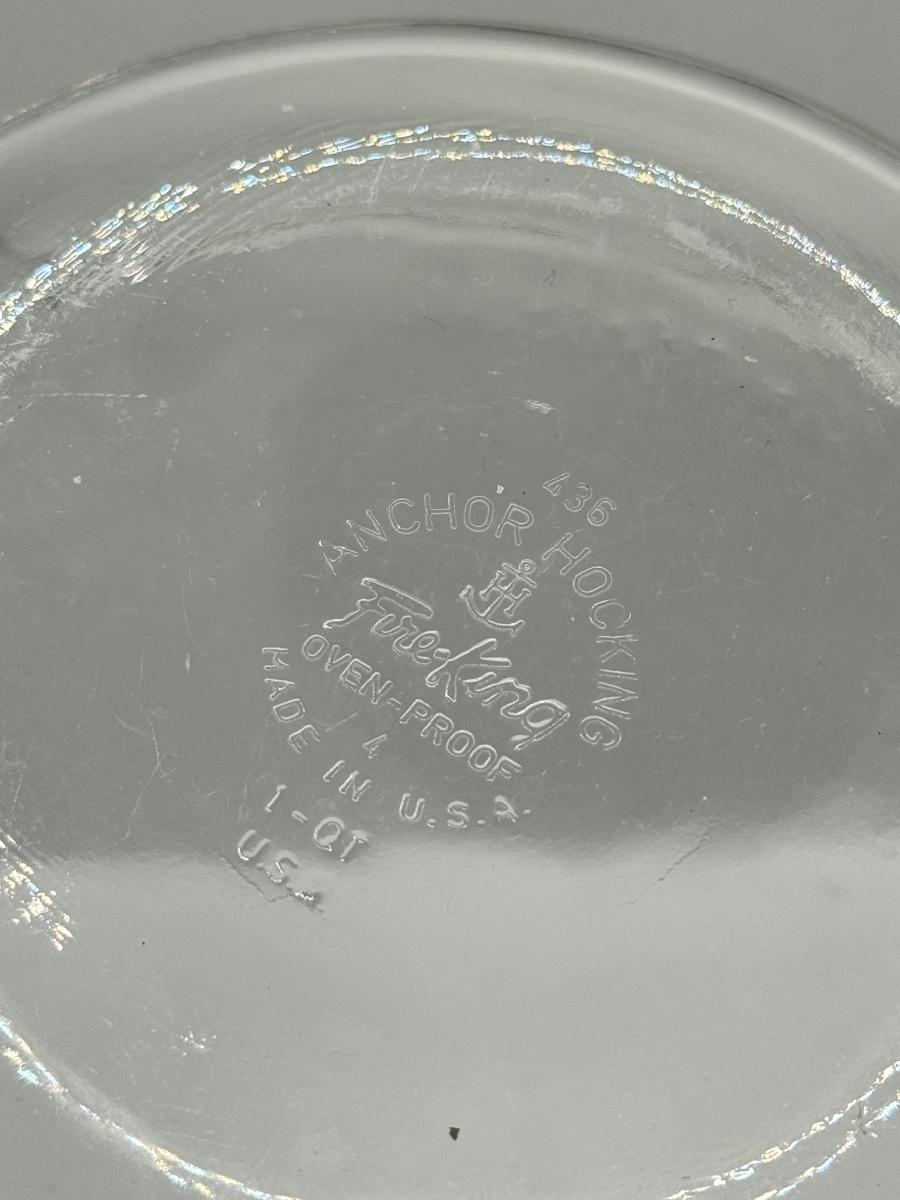 436
ANCHOR HOCKING
Fire-King
OVEN-PROOF
4
MADE IN U.S.A.
1-QT
U.S.